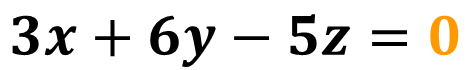 3x + 6y − 5z = 0